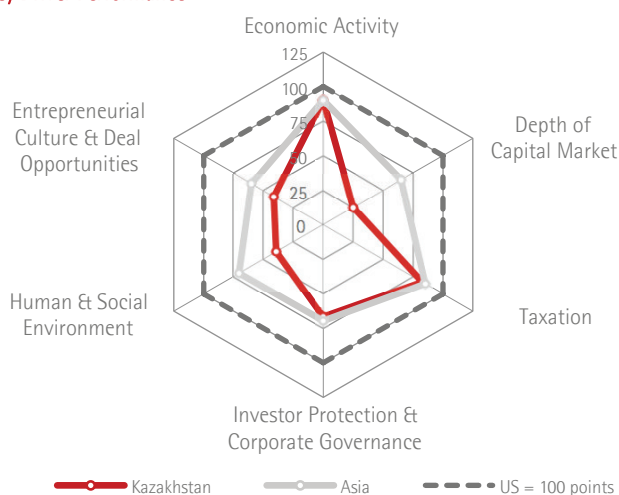 Economic Activity
125
100
75
50
25
0
Entrepreneurial
Culture & Deal
Opportunities
Depth of
Capital Market
Human & Social
Environment
Taxation
Investor Protection &
Corporate Governance
Kazakhstan
Asia
US = 100 points